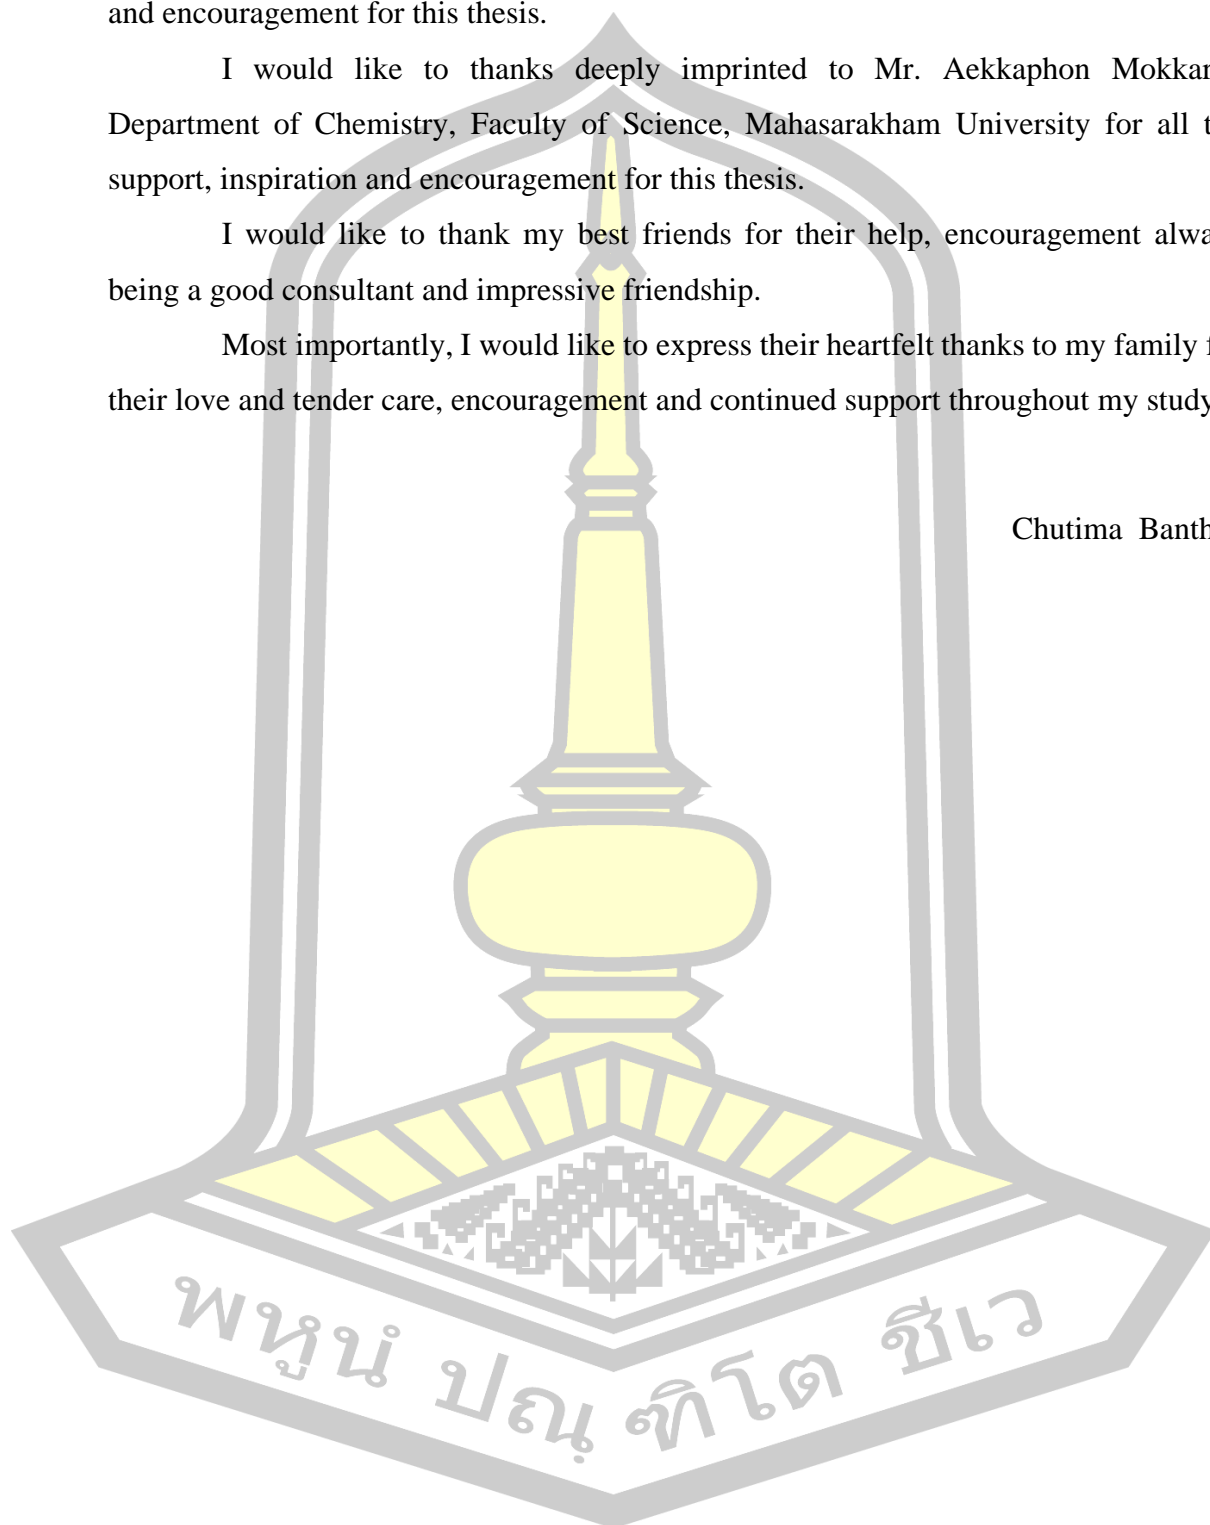 and encouragement for this thesis.
I would like to thanks deeply imprinted to Mr. Aekkaphon
Department of Chemistry, Faculty of Science, Mahasarakham University for all
support, inspiration and encouragement for this thesis.
I would like to thank my best friends for their help, encouragement
being a good consultant and impressive friendship.
Most importantly, I would like to express their heartfelt thanks to my family
their love and tender care, encouragement and continued support throughout my study
Chutima
พหูนํ ปณฺฑิโต ชีเว